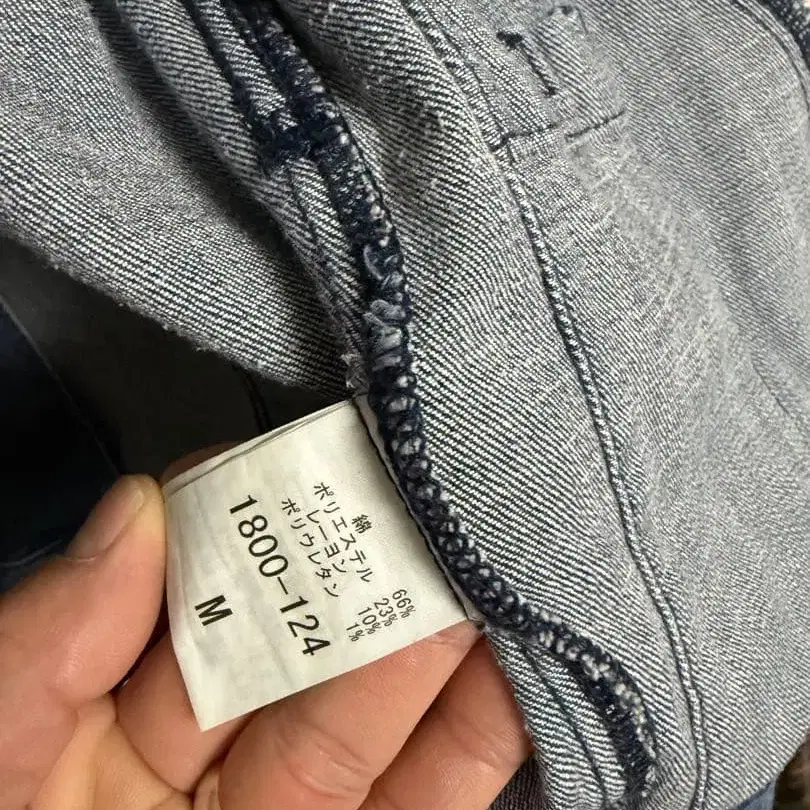 綿 66%
ポリエステル 23%
レーヨン 10%
ポリウレタン 1%
1800-124
M